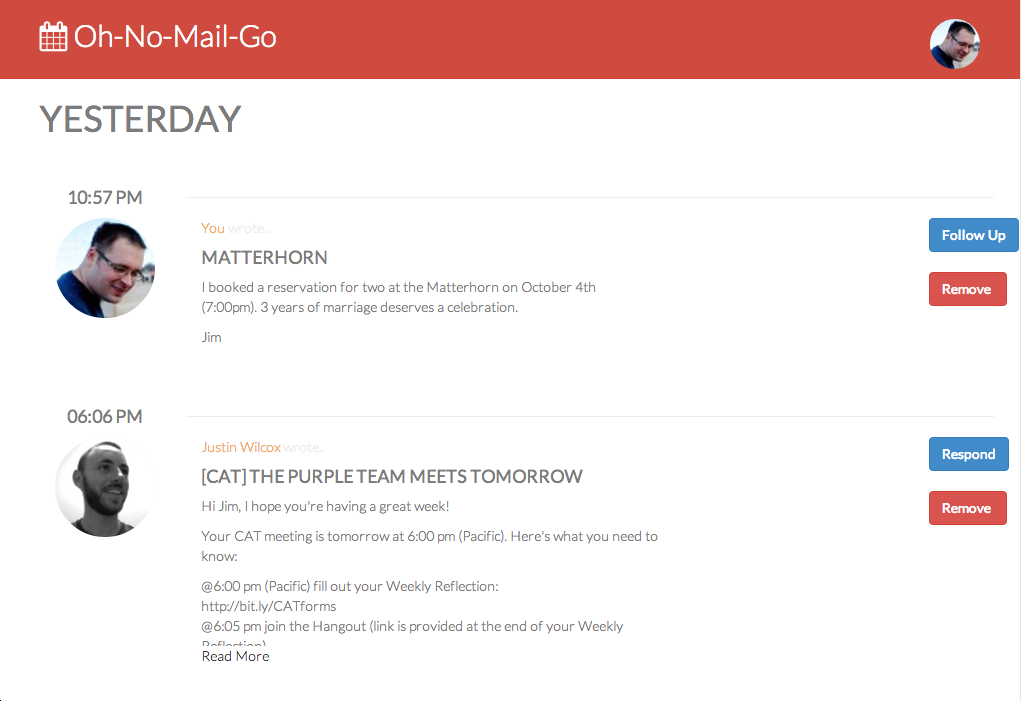 Oh-No-Mail-Go
YESTERDAY
10:57 PM
You wrote..
Follow Up
MATTERHORN
I booked a reservation for two at the Matterhorn on October 4th
Remove
(7:00pm). 3 years of marriage deserves a celebration.
Jim
06:06 PM
Justin Wilcox wrote..
Respond
[CAT] THE PURPLE TEAM MEETS TOMORROW
Hi Jim, I hope you're having a great week!
Remove
Your CAT meeting is tomorrow at 6:00 pm (Pacific). Here's what you need to
know:
@6:00 pm (Pacific) fill out your Weekly Reflection:
http://bit.ly/CATforms
@6:05 pm join the Hangout (link is provided at the end of your Weekly
Reflection)
Read More